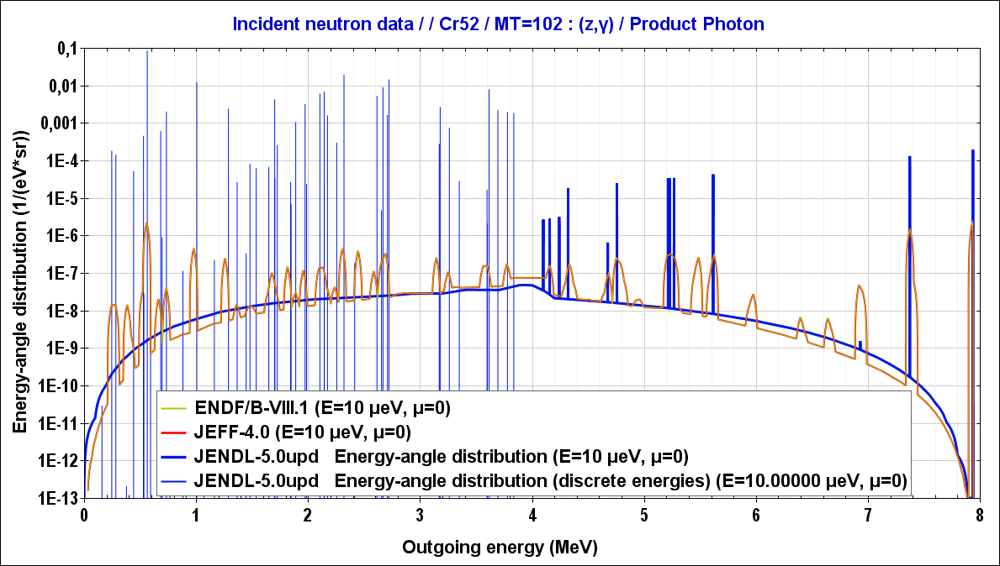 Incident neutron data / / Cr52 / MT=102 : (z,γ) / Product Photon
Energy-angle distribution (1/(eV*sr))
0,1
0,01
0,001
1E-4
1E-5
1E-6
1E-7
1E-8
1E-9
1E-10
1E-11
1E-12
1E-13
ENDF/B-VIII.1 (E=10 µeV, µ=0)
JEFF-4.0 (E=10 µeV, µ=0)
JENDL-5.0upd   Energy-angle distribution (E=10 µeV, µ=0)
JENDL-5.0upd   Energy-angle distribution (discrete energies) (E=10.00000 µeV, µ=0)
0 1 2 3 4 5 6 7 8
Outgoing energy (MeV)